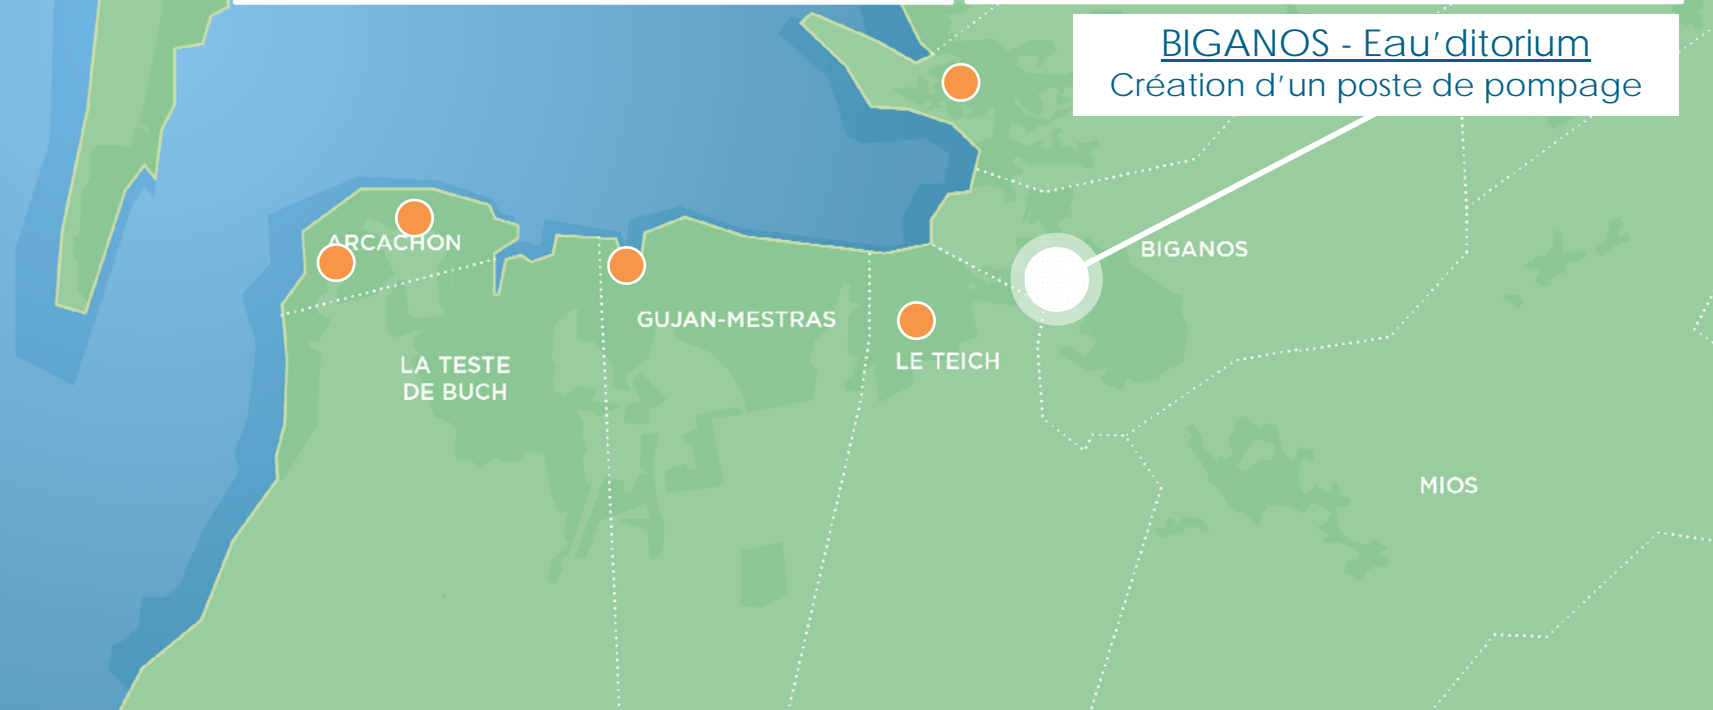 BIGANOS - Eau'ditorium
Création d'un poste de pompage
ARCACHON
BIGANOS
GUJAN-MESTRAS
LE TEICH
LA TESTE
DE BUCH
MIOS